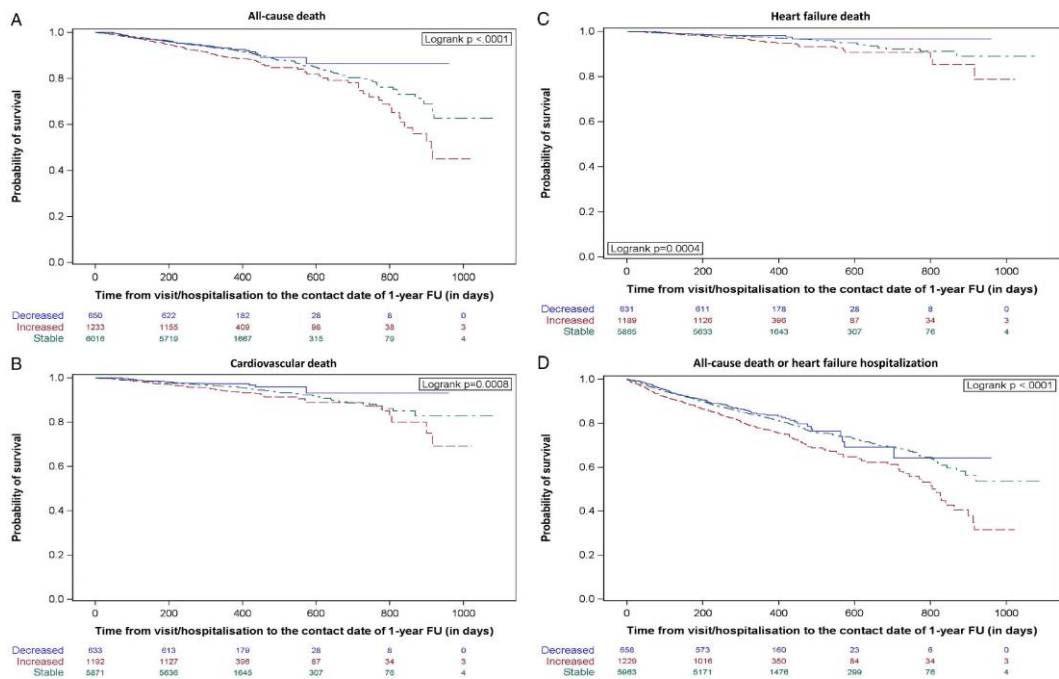 A
All-cause death
Logrank p <.0001
Probability of survival
1.0
0.8
0.6
0.4
0.2
0.0
0 200 400 600 800 1000
Time from visit/hospitalisation to the contact date of 1-year FU (in days)
Decreased 650 622 182 28 8 0
Increased 1233 1155 409 98 38 3
Stable 6016 5719 1667 315 79 4
B
Cardiovascular death
Logrank p=0.0008
Probability of survival
1.0
0.8
0.6
0.4
0.2
0.0
0 200 400 600 800 1000
Time from visit/hospitalisation to the contact date of 1-year FU (in days)
Decreased 633 613 179 28 8 0
Increased 1192 1127 396 87 34 3
Stable 5871 5636 1645 307 76 4
C
Heart failure death
Probability of survival
1.0
0.8
0.6
0.4
0.2
0.0
Logrank p=0.0004
0 200 400 600 800 1000
Time from visit/hospitalisation to the contact date of 1-year FU (in days)
Decreased 631 611 178 28 8 0
Increased 1189 1126 396 87 34 3
Stable 5865 5633 1643 307 76 4
D
All-cause death or heart failure hospitalization
Logrank p <.0001
Probability of survival
1.0
0.8
0.6
0.4
0.2
0.0
0 200 400 600 800 1000
Time from visit/hospitalisation to the contact date of 1-year FU (in days)
Decreased 658 573 160 23 6 0
Increased 1229 1016 350 84 34 3
Stable 5963 5171 1476 299 76 4